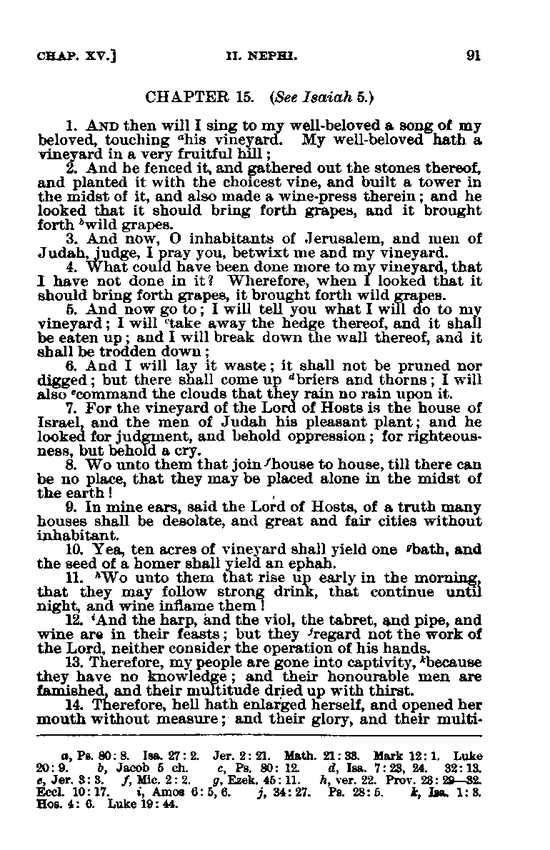 CHAP. XV.] II. NEPHI. 91
CHAPTER 15. (See Isaiah 5.)
1. AND then will I sing to my well-beloved a song of my
beloved, touching ᵃhis vineyard. My well-beloved hath a
vineyard in a very fruitful hill;
2. And he fenced it, and gathered out the stones thereof,
and planted it with the choicest vine, and built a tower in
the midst of it, and also made a wine-press therein; and he
looked that it should bring forth grapes, and it brought
forth ᵇwild grapes.
3. And now, O inhabitants of Jerusalem, and men of
Judah, judge, I pray you, betwixt me and my vineyard.
4. What could have been done more to my vineyard, that
I have not done in it? Wherefore, when I looked that it
should bring forth grapes, it brought forth wild grapes.
5. And now go to; I will tell you what I will do to my
vineyard; I will ᶜtake away the hedge thereof, and it shall
be eaten up; and I will break down the wall thereof, and it
shall be trodden down;
6. And I will lay it waste; it shall not be pruned nor
digged; but there shall come up ᵈbriers and thorns; I will
also ᵉcommand the clouds that they rain no rain upon it.
7. For the vineyard of the Lord of Hosts is the house of
Israel, and the men of Judah his pleasant plant; and he
looked for judgment, and behold oppression; for righteous-
ness, but behold a cry.
8. Wo unto them that join ᶠhouse to house, till there can
be no place, that they may be placed alone in the midst of
the earth!
9. In mine ears, said the Lord of Hosts, of a truth many
houses shall be desolate, and great and fair cities without
inhabitant.
10. Yea, ten acres of vineyard shall yield one ᵍbath, and
the seed of a homer shall yield an ephah.
11. ʰWo unto them that rise up early in the morning,
that they may follow strong drink, that continue until
night, and wine inflame them!
12. ⁱAnd the harp, and the viol, the tabret, and pipe, and
wine are in their feasts; but they ʲregard not the work of
the Lord, neither consider the operation of his hands.
13. Therefore, my people are gone into captivity, ᵏbecause
they have no knowledge; and their honourable men are
famished, and their multitude dried up with thirst.
14. Therefore, hell hath enlarged herself, and opened her
mouth without measure; and their glory, and their multi-
a, Ps. 80: 8. Isa. 27: 2. Jer. 2: 21. Math. 21: 33. Mark 12: 1. Luke
20: 9. b, Jacob 5 ch. c, Ps. 80: 12. d, Isa. 7: 23, 24. 32: 13.
e, Jer. 3: 3. f, Mic. 2: 2. g, Ezek. 45: 11. h, ver. 22. Prov. 23: 29—32.
Eccl. 10: 17. i, Amos 6: 5, 6. j, 34: 27. Ps. 28: 5. k, Isa. 1: 3.
Hos. 4: 6. Luke 19: 44.